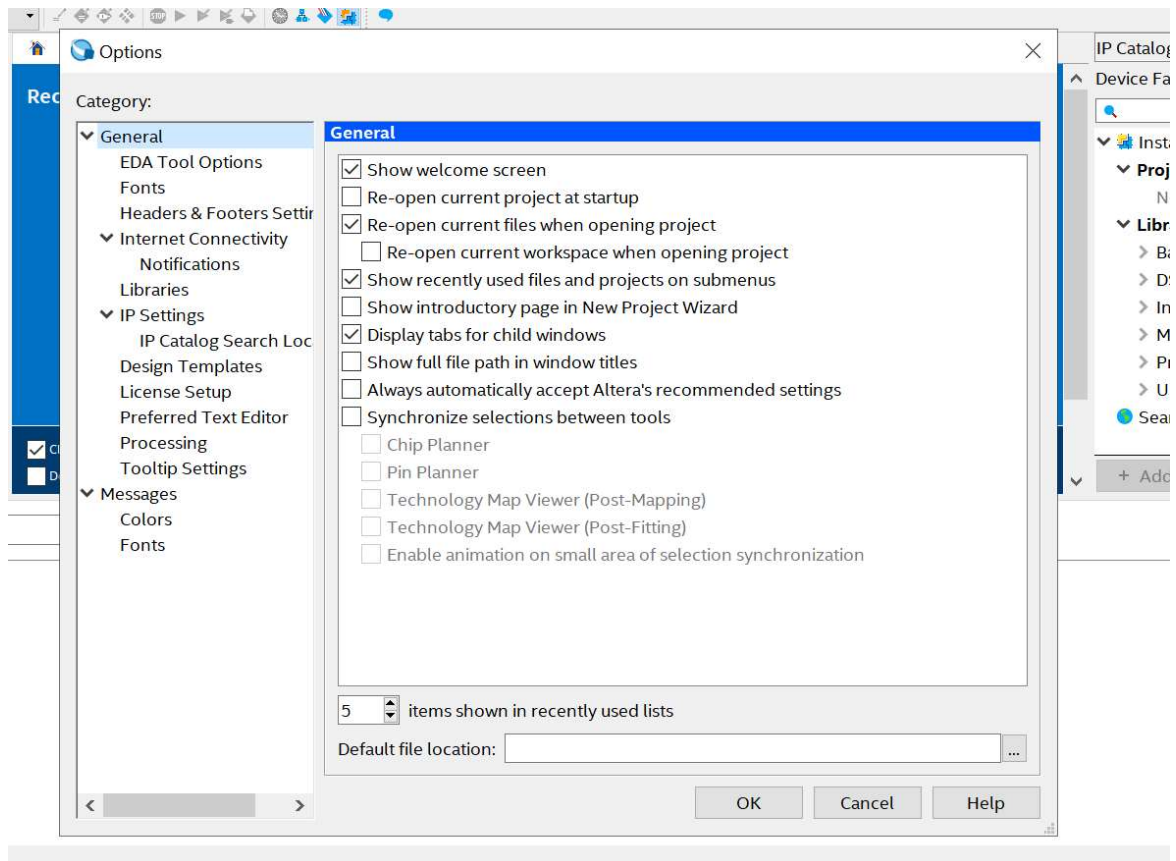 STOP
Options
IP Catalog
Device Fa
Rec
Category:
General
EDA Tool Options
Fonts
Headers & Footers Settin
Internet Connectivity
Notifications
Libraries
IP Settings
IP Catalog Search Loc
Design Templates
License Setup
Preferred Text Editor
Processing
Tooltip Settings
Messages
Colors
Fonts
General
Show welcome screen
Re-open current project at startup
Re-open current files when opening project
Re-open current workspace when opening project
Show recently used files and projects on submenus
Show introductory page in New Project Wizard
Display tabs for child windows
Show full file path in window titles
Always automatically accept Altera's recommended settings
Synchronize selections between tools
Chip Planner
Pin Planner
Technology Map Viewer (Post-Mapping)
Technology Map Viewer (Post-Fitting)
Enable animation on small area of selection synchronization
5 items shown in recently used lists
Default file location:
...
OK
Cancel
Help
Insta
Proj
N
Libr
Ba
DS
In
M
Pr
U
Sear
+ Add